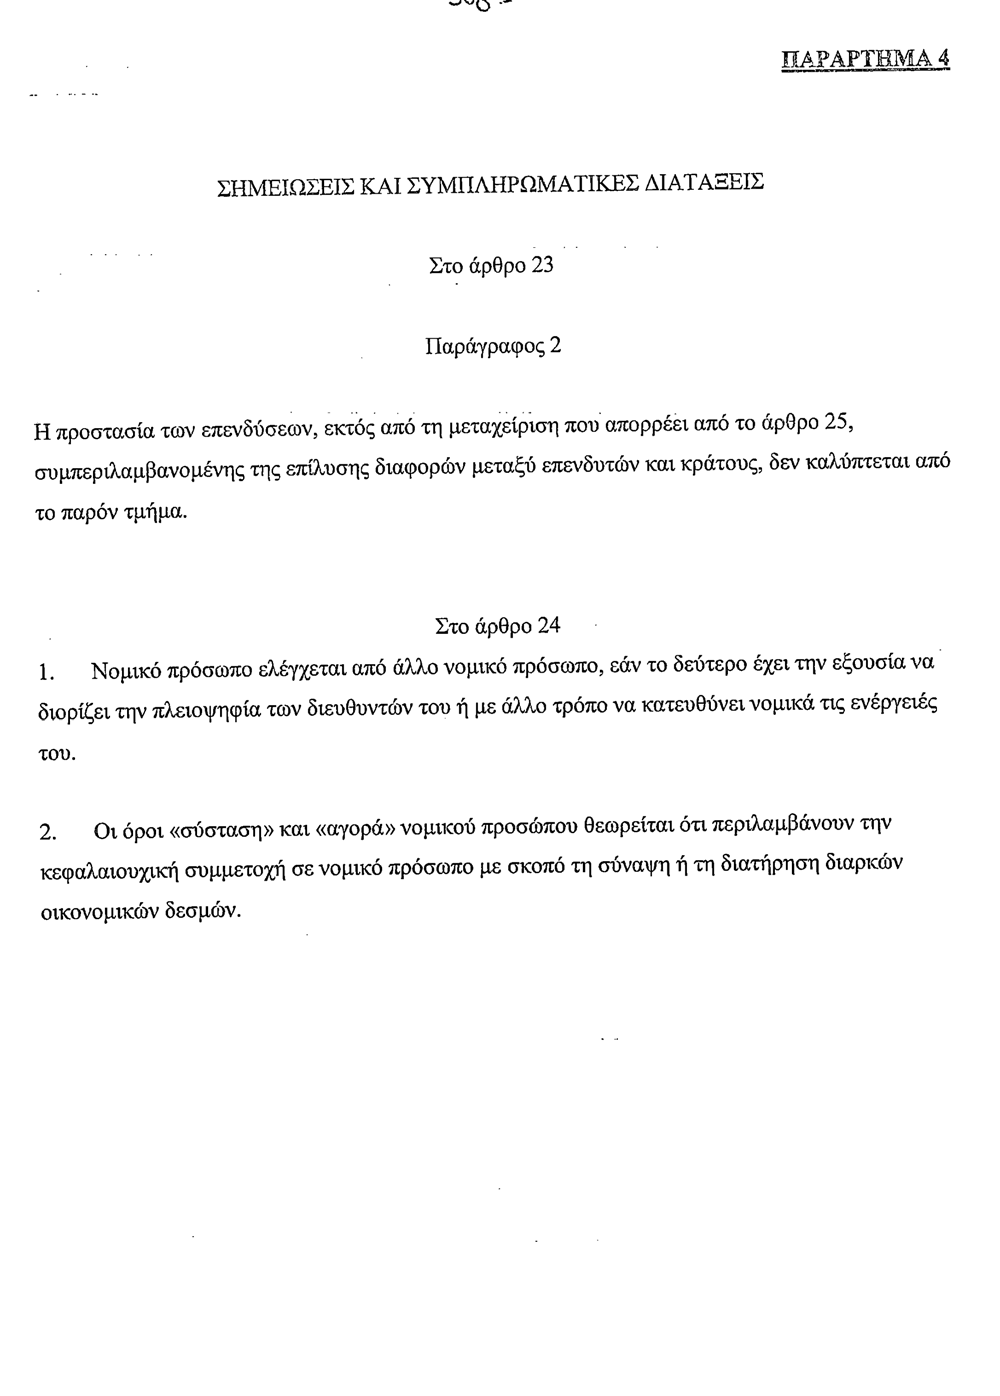 ΠΑΡΑΡΤΗΜΑ 4
ΣΗΜΕΙΩΣΕΙΣ ΚΑΙ ΣΥΜΠΛΗΡΩΜΑΤΙΚΕΣ ΔΙΑΤΑΞΕΙΣ
Στο άρθρο 23
Παράγραφος 2
Η προστασία των επενδύσεων, εκτός από τη μεταχείριση που απορρέει από το άρθρο 25,
συμπεριλαμβανομένης της επίλυσης διαφορών μεταξύ επενδυτών και κράτους, δεν καλύπτεται από
το παρόν τμήμα.
Στο άρθρο 24
1. Νομικό πρόσωπο ελέγχεται από άλλο νομικό πρόσωπο, εάν το δεύτερο έχει την εξουσία να
διορίζει την πλειοψηφία των διευθυντών του ή με άλλο τρόπο να κατευθύνει νομικά τις ενέργειές
του.
2. Οι όροι «σύσταση» και «αγορά» νομικού προσώπου θεωρείται ότι περιλαμβάνουν την
κεφαλαιουχική συμμετοχή σε νομικό πρόσωπο με σκοπό τη σύναψη ή τη διατήρηση διαρκών
οικονομικών δεσμών.